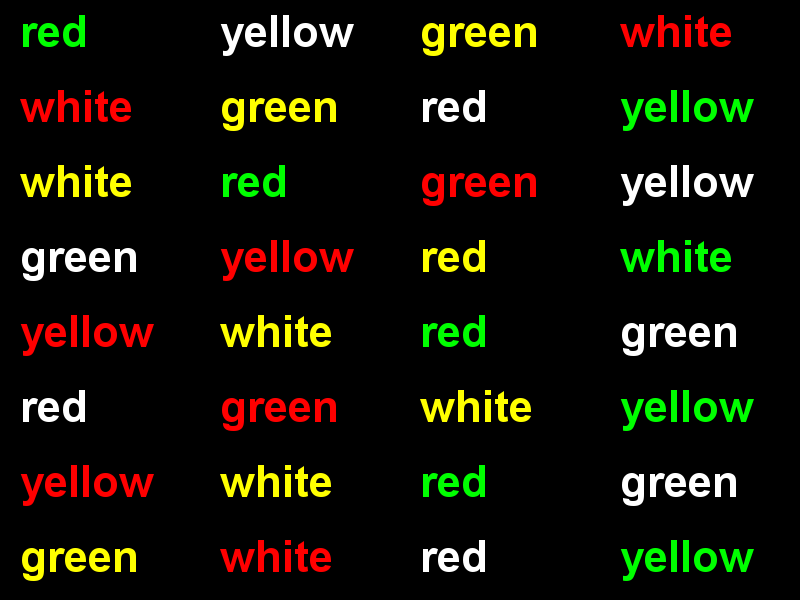 red yellow green white
white green red yellow
white red green yellow
green yellow red white
yellow white red green
red green white yellow
yellow white red green
green white red yellow